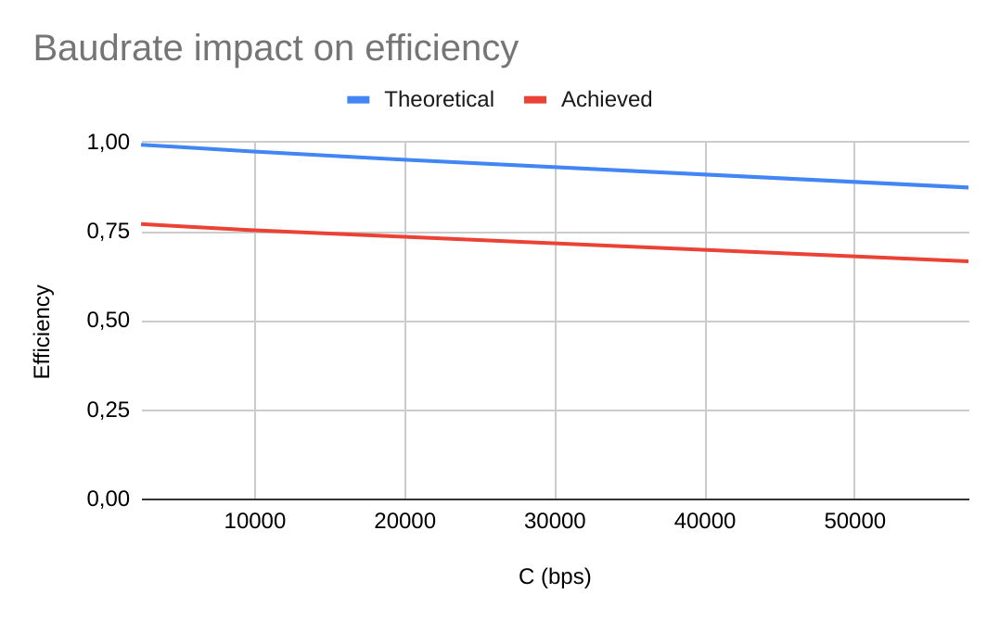 Baudrate impact on efficiency
Theoretical Achieved
1,00
0,75
0,50
0,25
0,00
Efficiency
10000 20000 30000 40000 50000
C (bps)